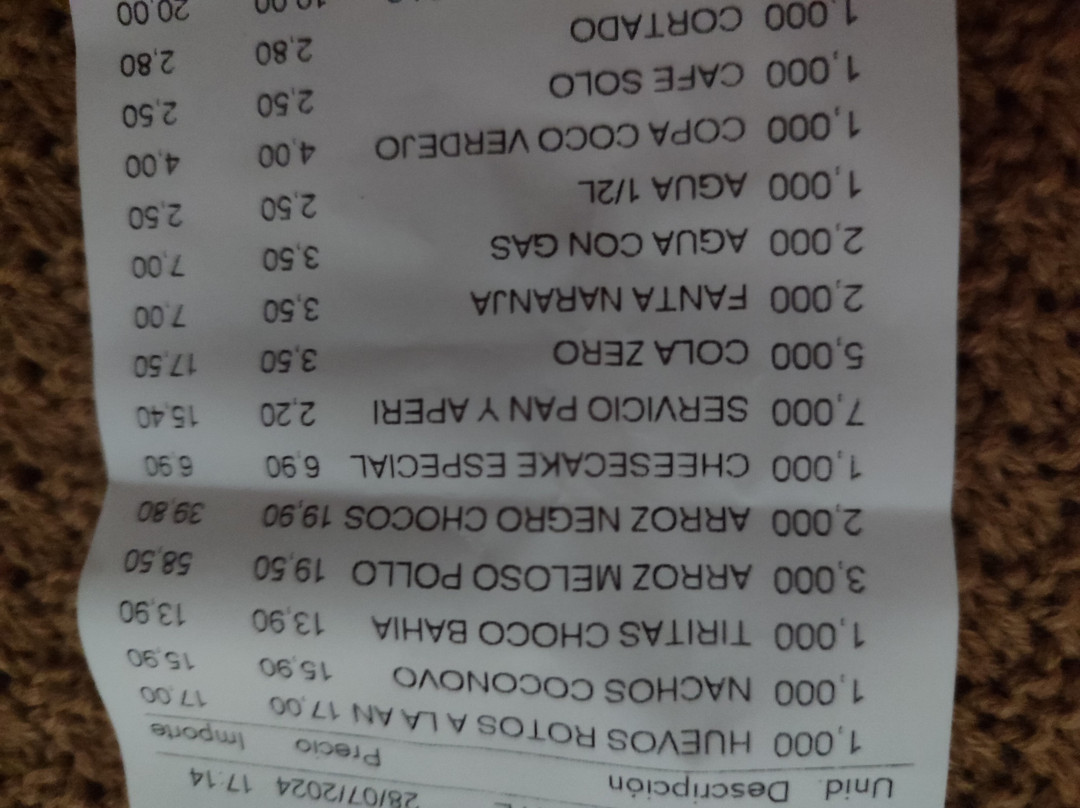 28/07/2024 17:14
Unid. Descripción Precio Importe
1,000 HUEVOS ROTOS A LA AN 17,00 17,00
1,000 NACHOS COCONOVO 15,90 15,90
1,000 TIRITAS CHOCO BAHIA 13,90 13,90
3,000 ARROZ MELOSO POLLO 19,50 58,50
2,000 ARROZ NEGRO CHOCOS 19,90 39,80
1,000 CHEESECAKE ESPECIAL 6,90 6,90
7,000 SERVICIO PAN Y APERI 2,20 15,40
5,000 COLA ZERO 3,50 17,50
2,000 FANTA NARANJA 3,50 7,00
2,000 AGUA CON GAS 3,50 7,00
1,000 AGUA 1/2L 2,50 2,50
1,000 COPA COCO VERDEJO 4,00 4,00
1,000 CAFE SOLO 2,50 2,50
1,000 CORTADO 2,80 2,80
20,00